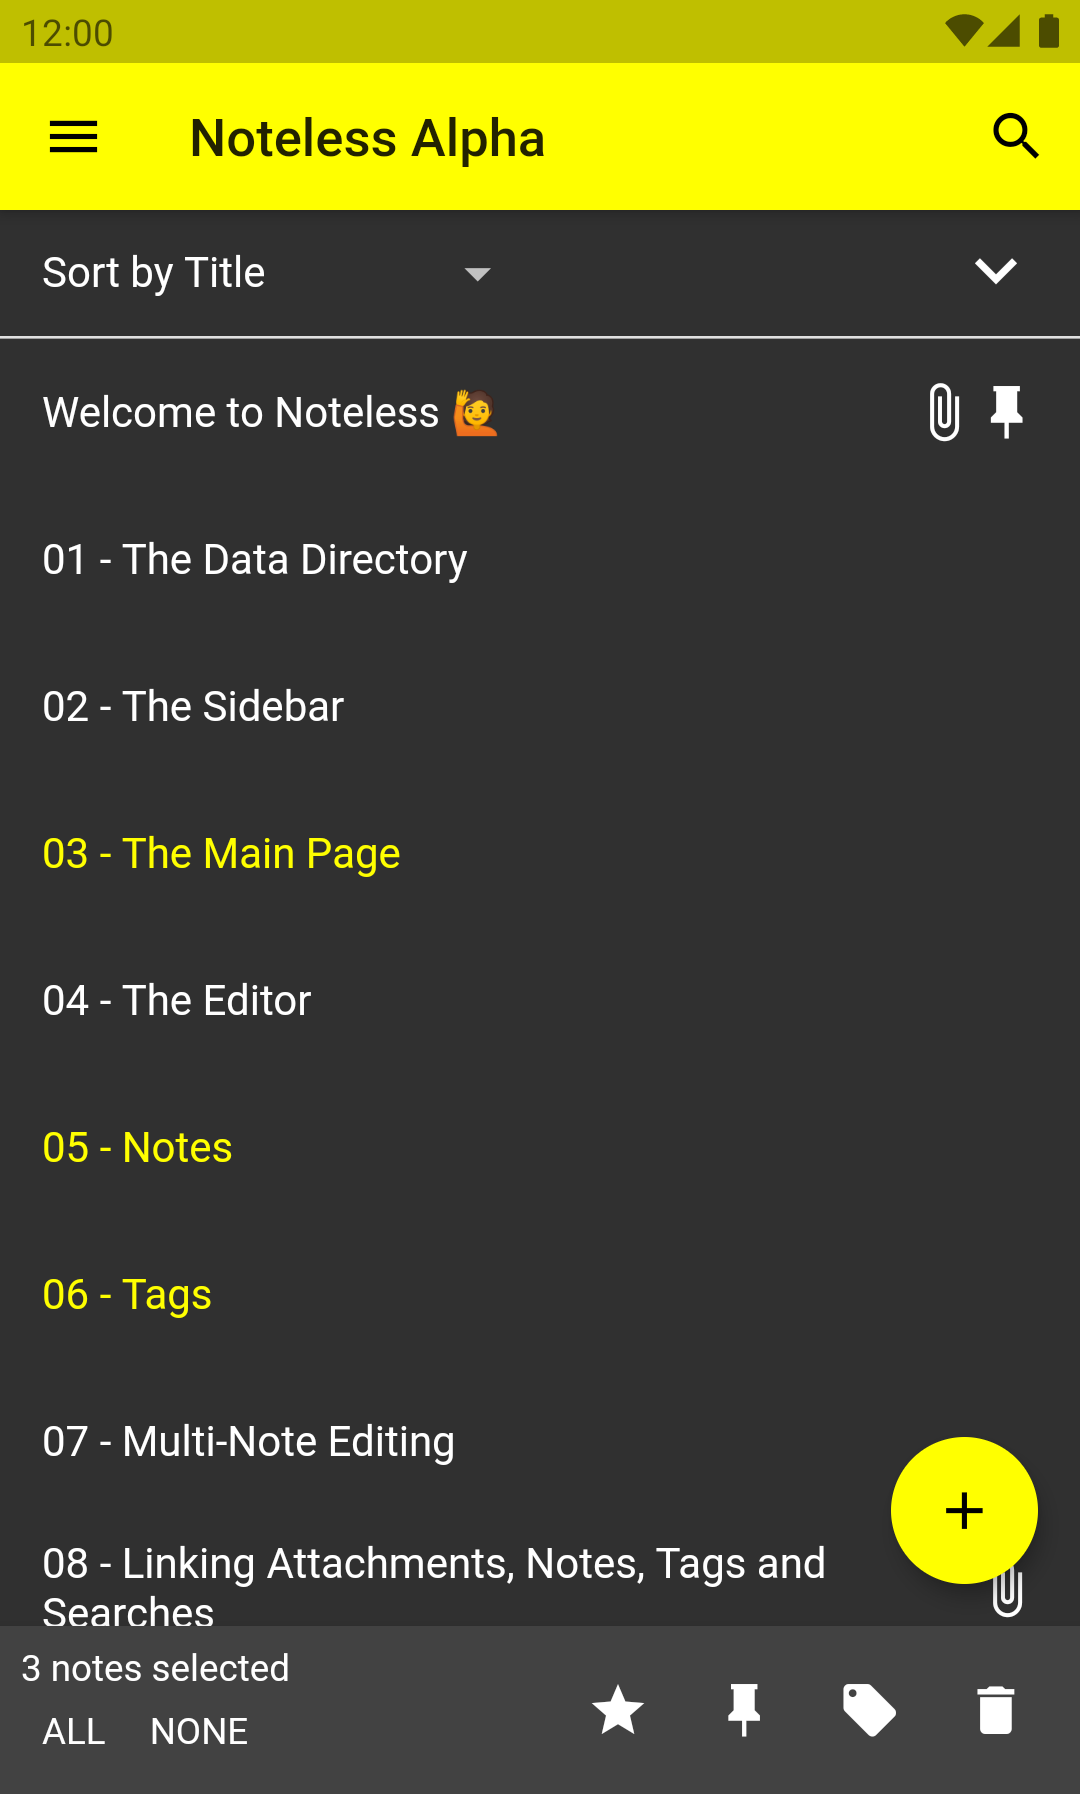 12:00
Noteless Alpha
Sort by Title
Welcome to Noteless 🙋
01 - The Data Directory
02 - The Sidebar
03 - The Main Page
04 - The Editor
05 - Notes
06 - Tags
07 - Multi-Note Editing
08 - Linking Attachments, Notes, Tags and
Searches
3 notes selected
ALL NONE